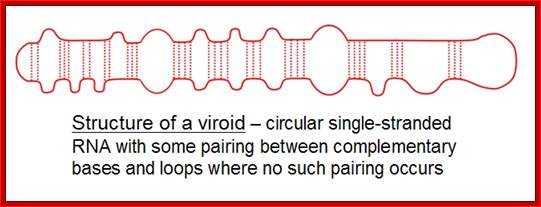 Structure of a viroid – circular single-stranded
RNA with some pairing between complementary
bases and loops where no such pairing occurs